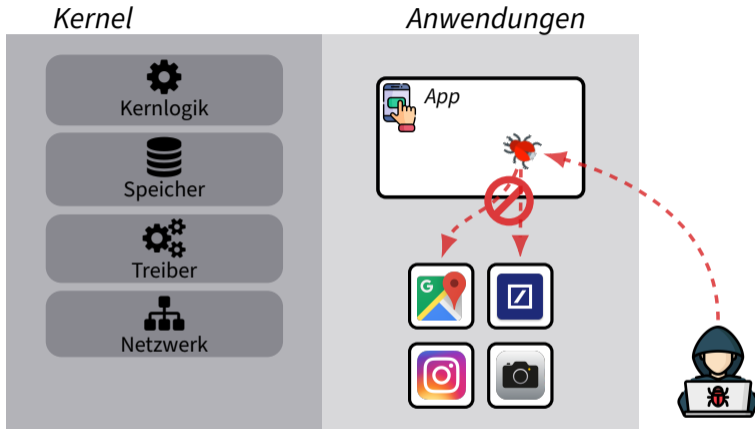 Kernel
Anwendungen
Kernlogik
Speicher
Treiber
Netzwerk
App
G